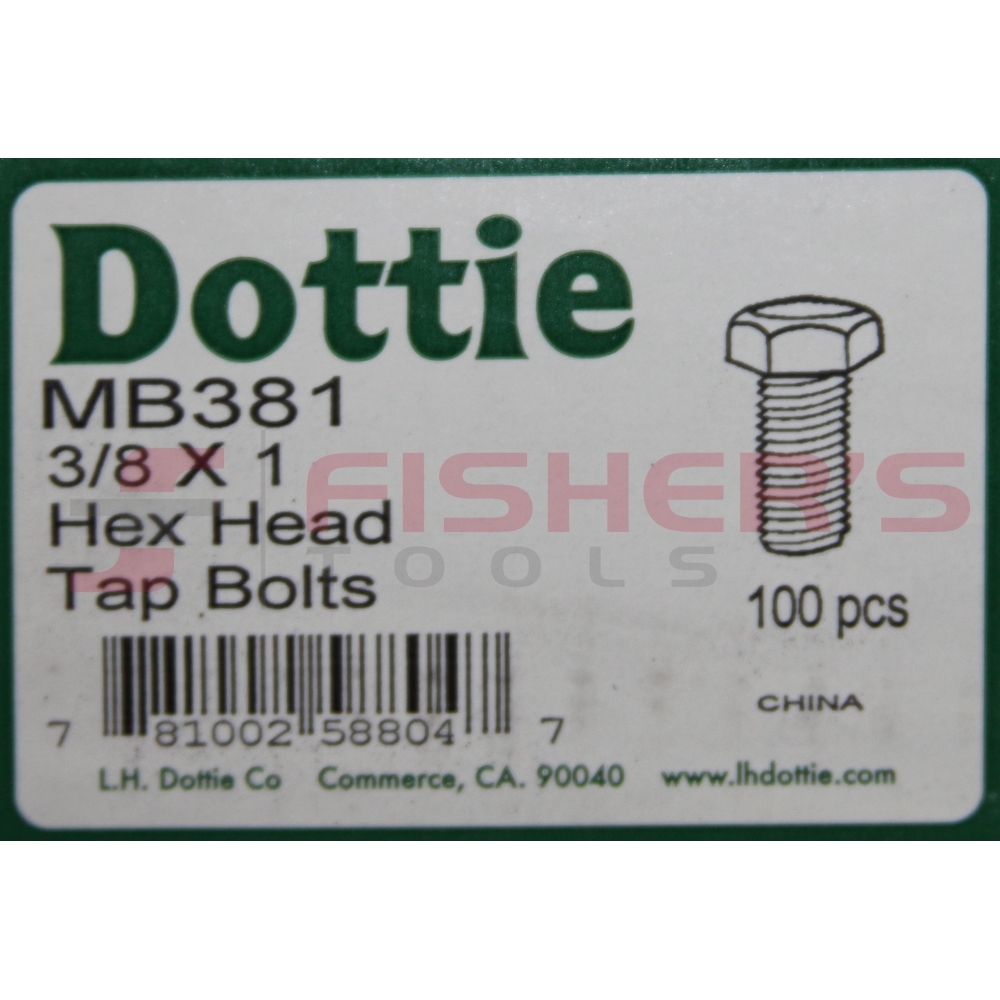 Dottie
MB381
3/8 X 1
Hex Head
Tap Bolts
FISHER'S
TOOLS
100 pcs
CHINA
7 81002 58804 7
L.H. Dottie Co Commerce, CA. 90040 www.lhdottie.com